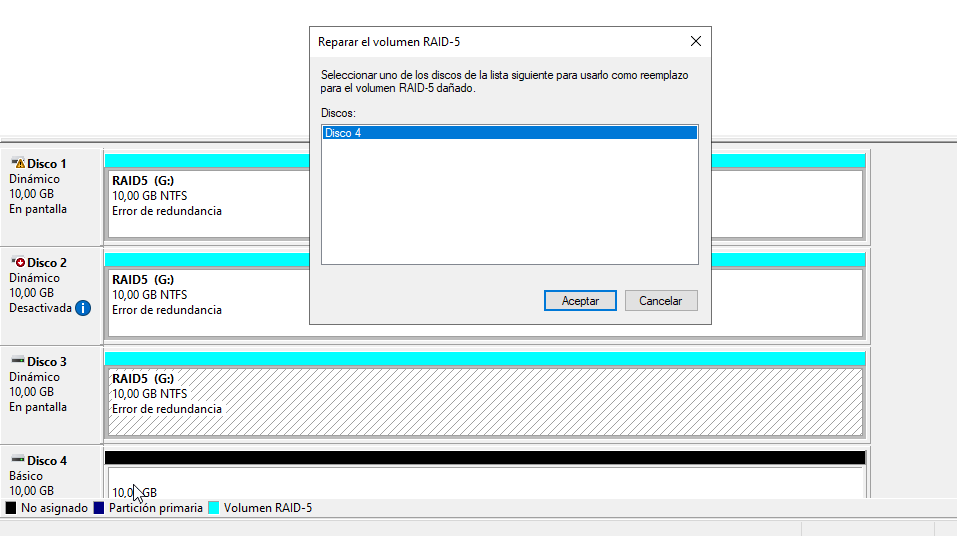 Reparar el volumen RAID-5
Seleccionar uno de los discos de la lista siguiente para usarlo como reemplazo
para el volumen RAID-5 dañado.
Discos:
Disco 4
Aceptar
Cancelar
Disco 1
Dinámico
10,00 GB
En pantalla
RAID5 (G:)
10,00 GB NTFS
Error de redundancia
Disco 2
Dinámico
10,00 GB
Desactivada
RAID5 (G:)
10,00 GB NTFS
Error de redundancia
Disco 3
Dinámico
10,00 GB
En pantalla
RAID5 (G:)
10,00 GB NTFS
Error de redundancia
Disco 4
Básico
10,00 GB
10,00 GB
No asignado
Partición primaria
Volumen RAID-5